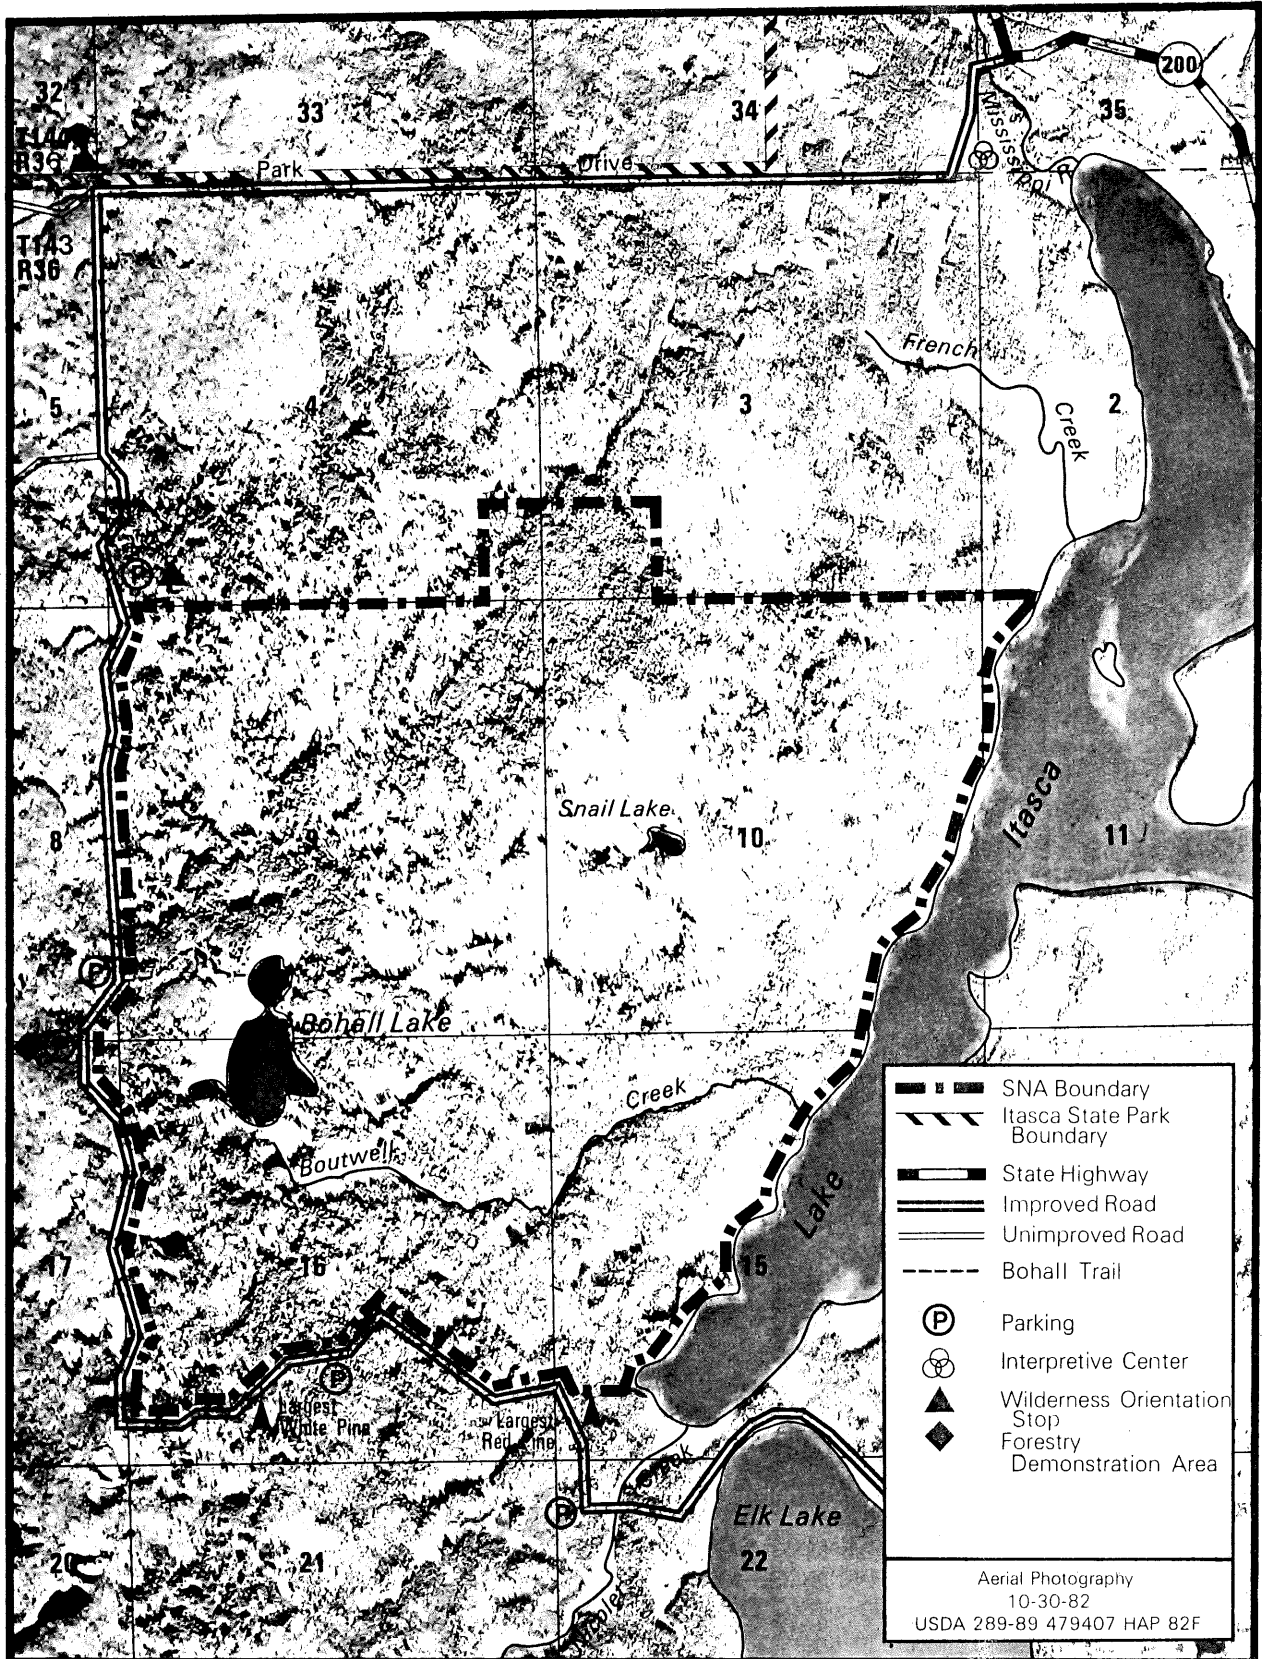 200
32
33
34
35
T144
R36
Park Drive
Mississippi R
T143
R36
French Creek
5
4
3
2
Snail Lake
Itasca
8
9
10
11
Bohall Lake
Creek
Boutwell
Lake
17
16
15
Largest
White Pine
Largest
Red Pine
Creek
Elk Lake
20
21
22
SNA Boundary
Itasca State Park
Boundary
State Highway
Improved Road
Unimproved Road
Bohall Trail
P
P
P
P
P Parking
Interpretive Center
Wilderness Orientation
Stop
Forestry
Demonstration Area
Aerial Photography
10-30-82
USDA 289-89 479407 HAP 82F